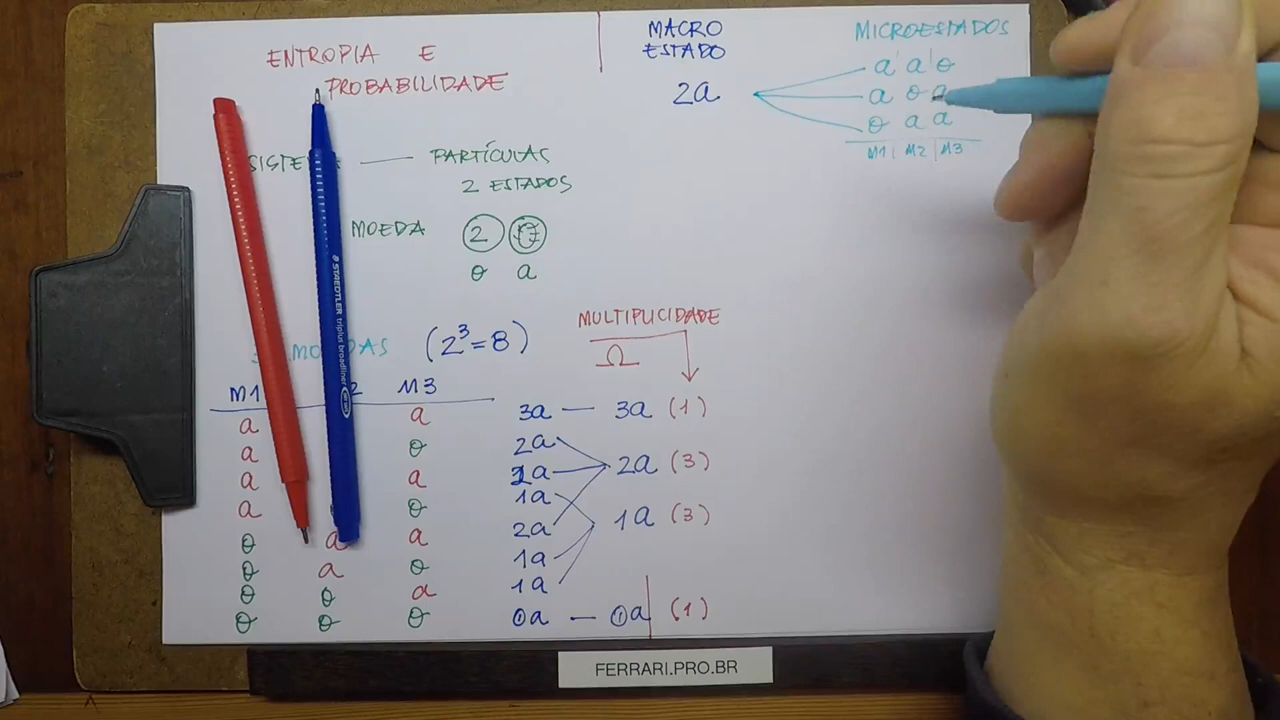 ENTROPIA E
PROBABILIDADE
PARTÍCULAS
2 ESTADOS
MOEDA 2
θ a
(2³=8)
MULTIPLICIDADE
Ω
M1 M3
a a 3a — 3a (1)
a θ 2a
a a 2a 2a (3)
a θ 1a
θ a a 2a 1a (3)
θ a θ 1a
θ θ a 1a
θ θ θ 0a — 0a (1)
MACRO
ESTADO
2a
MICROESTADOS
a a θ
a θ a
θ a a
M1 M2 M3
STAEDTLER triplus broadliner
FERRARI.PRO.BR